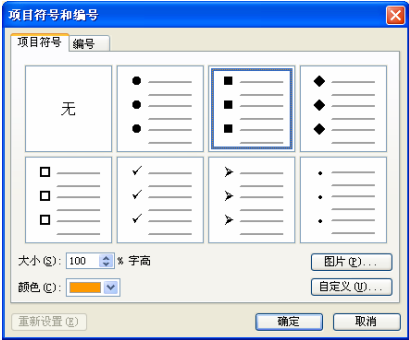 项目符号和编号
项目符号 编号
无
大小(S): 100 % 字高
图片(P)...
颜色(C):
自定义(U)...
重新设置(E)
确定
取消